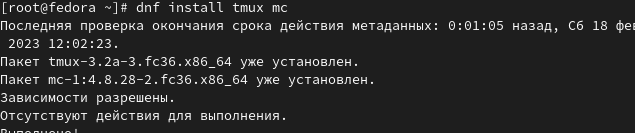 [root@fedora ~]# dnf install tmux mc
Последняя проверка окончания срока действия метаданных: 0:01:05 назад, Сб 18 фев
2023 12:02:23.
Пакет tmux-3.2a-3.fc36.x86_64 уже установлен.
Пакет mc-1:4.8.28-2.fc36.x86_64 уже установлен.
Зависимости разрешены.
Отсутствуют действия для выполнения.
Выполнено!